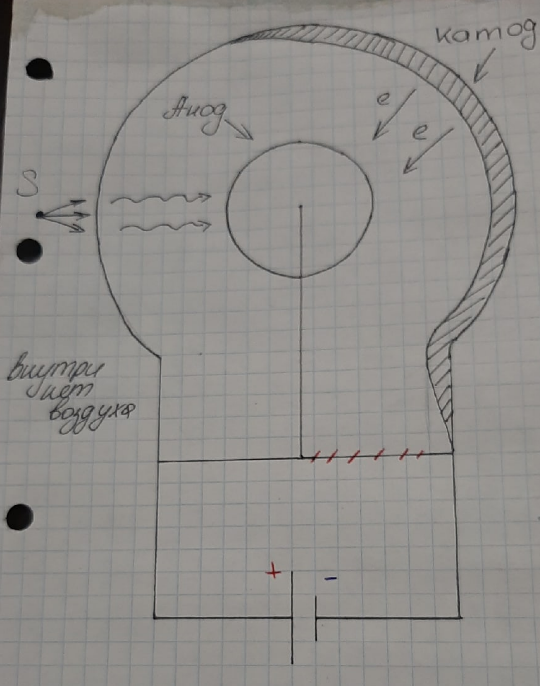 катод
Анод
e
e
S
внутри
нет
воздуха
+ -